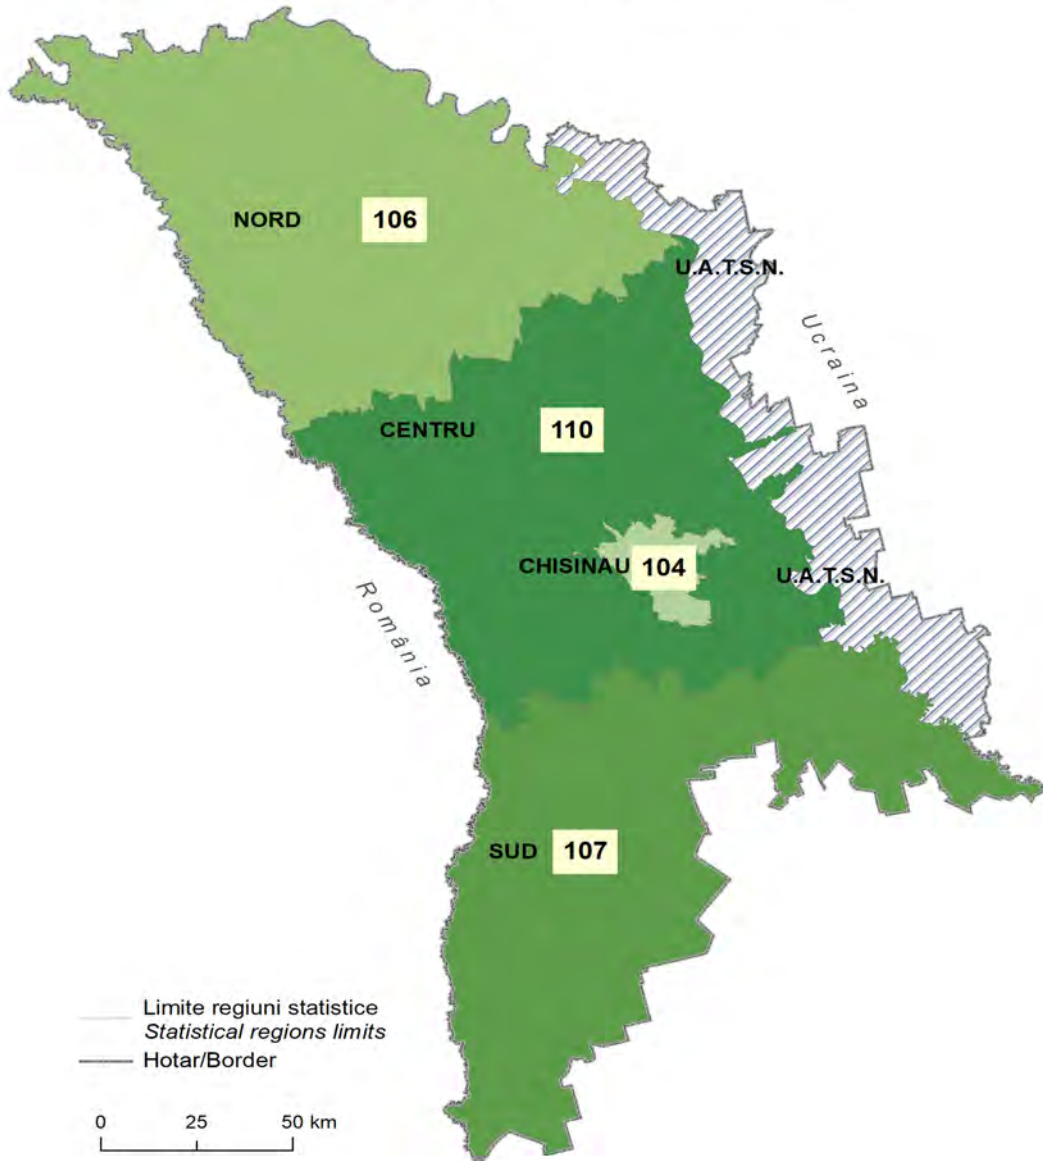 NORD 106
U.A.T.S.N.
Ucraina
CENTRU 110
CHISINAU 104
U.A.T.S.N.
România
SUD 107
Limite regiuni statistice
Statistical regions limits
Hotar/Border
0 25 50 km